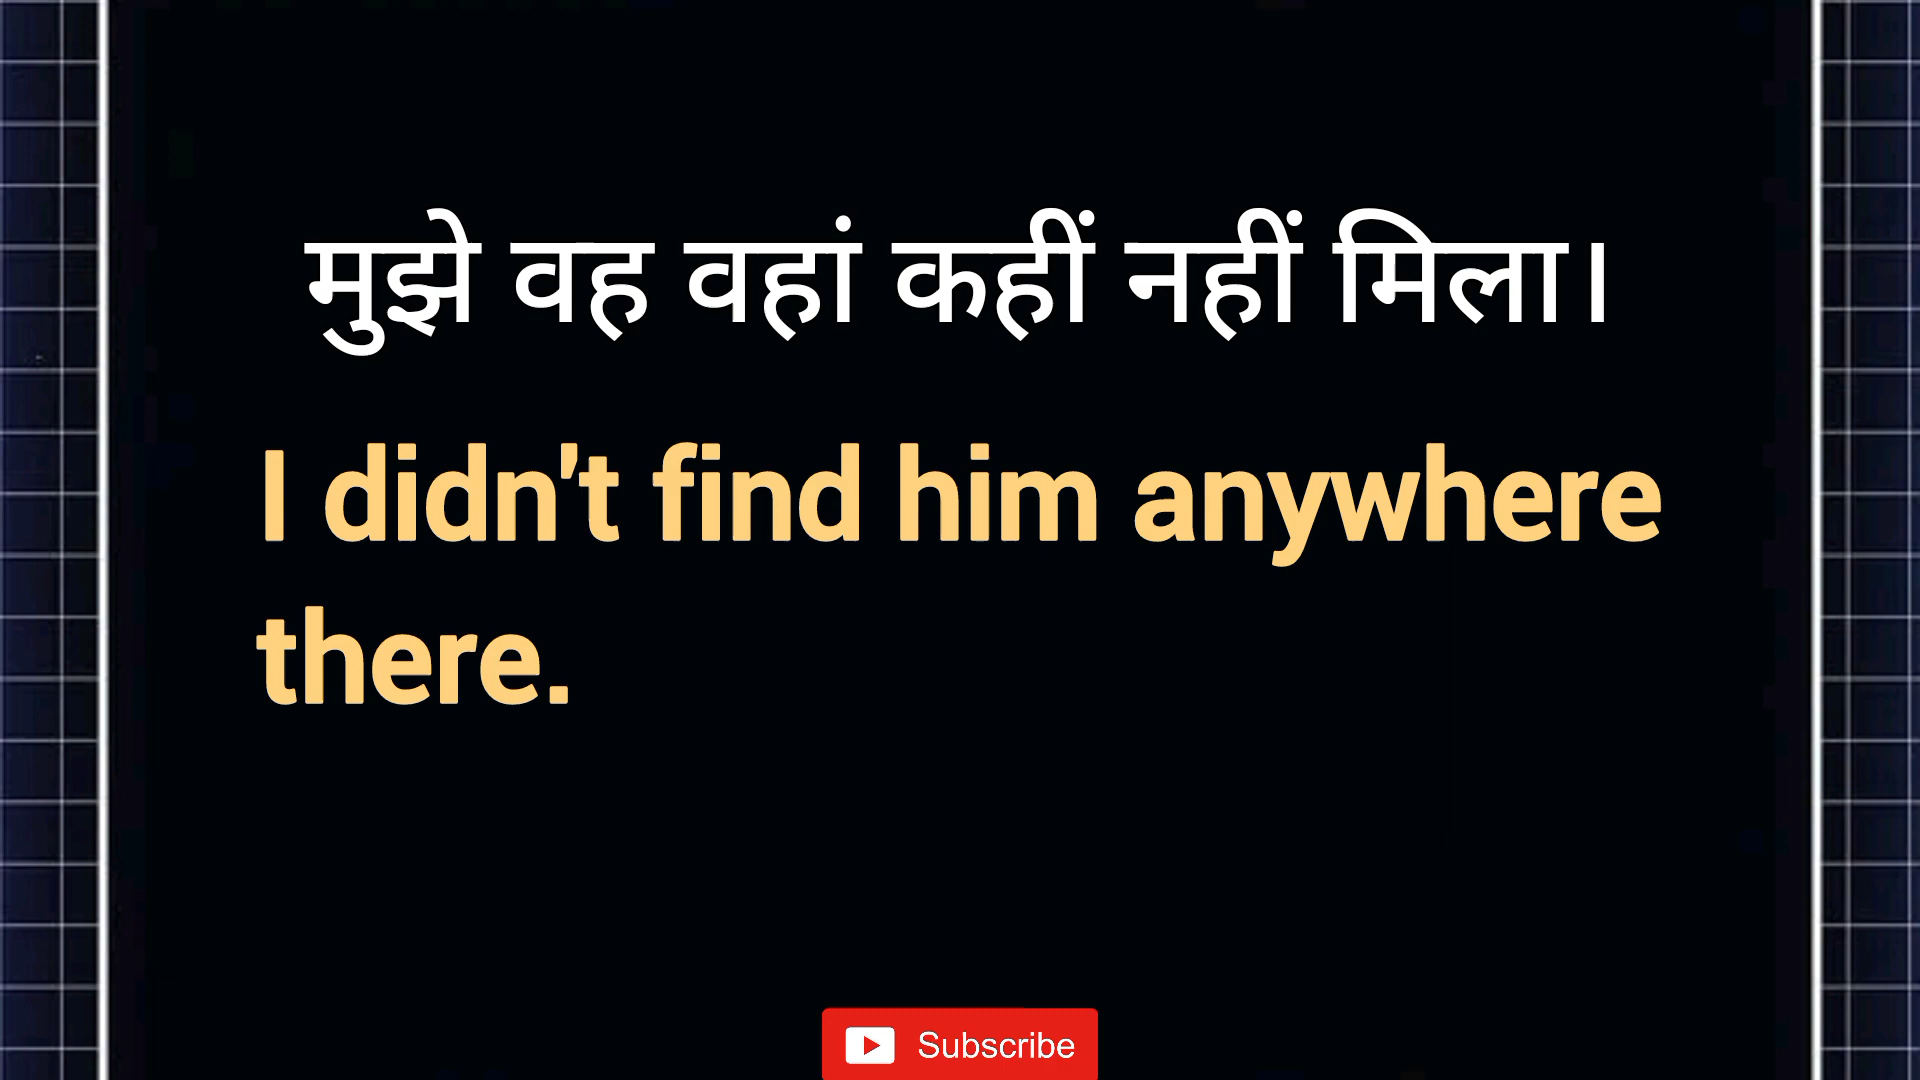 मुझे वह वहां कहीं नहीं मिला।
I didn't find him anywhere
there.
Subscribe